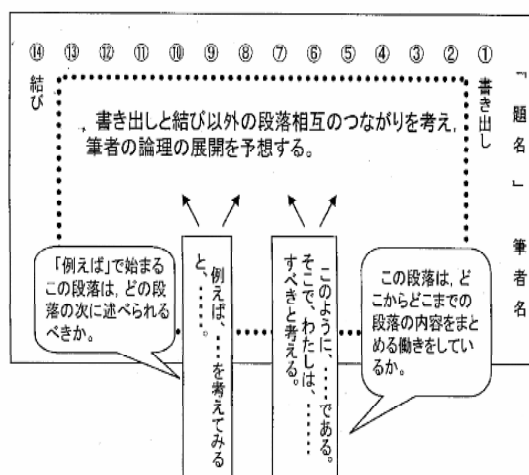 『題名』 筆者名
① 書き出し
②
③
④
⑤
⑥
⑦
⑧
⑨
⑩
⑪
⑫
⑬
⑭ 結び
書き出しと結び以外の段落相互のつながりを考え,
筆者の論理の展開を予想する。
この段落は,ど
こからどこまでの
段落の内容をまと
める働きをしてい
るか。
このように、‥‥である。
そこで、わたしは、‥‥‥
すべきと考える。
例えば、‥‥を考えてみる
と、‥‥‥。
「例えば」で始まる
この段落は,どの段
落の次に述べられる
べきか。